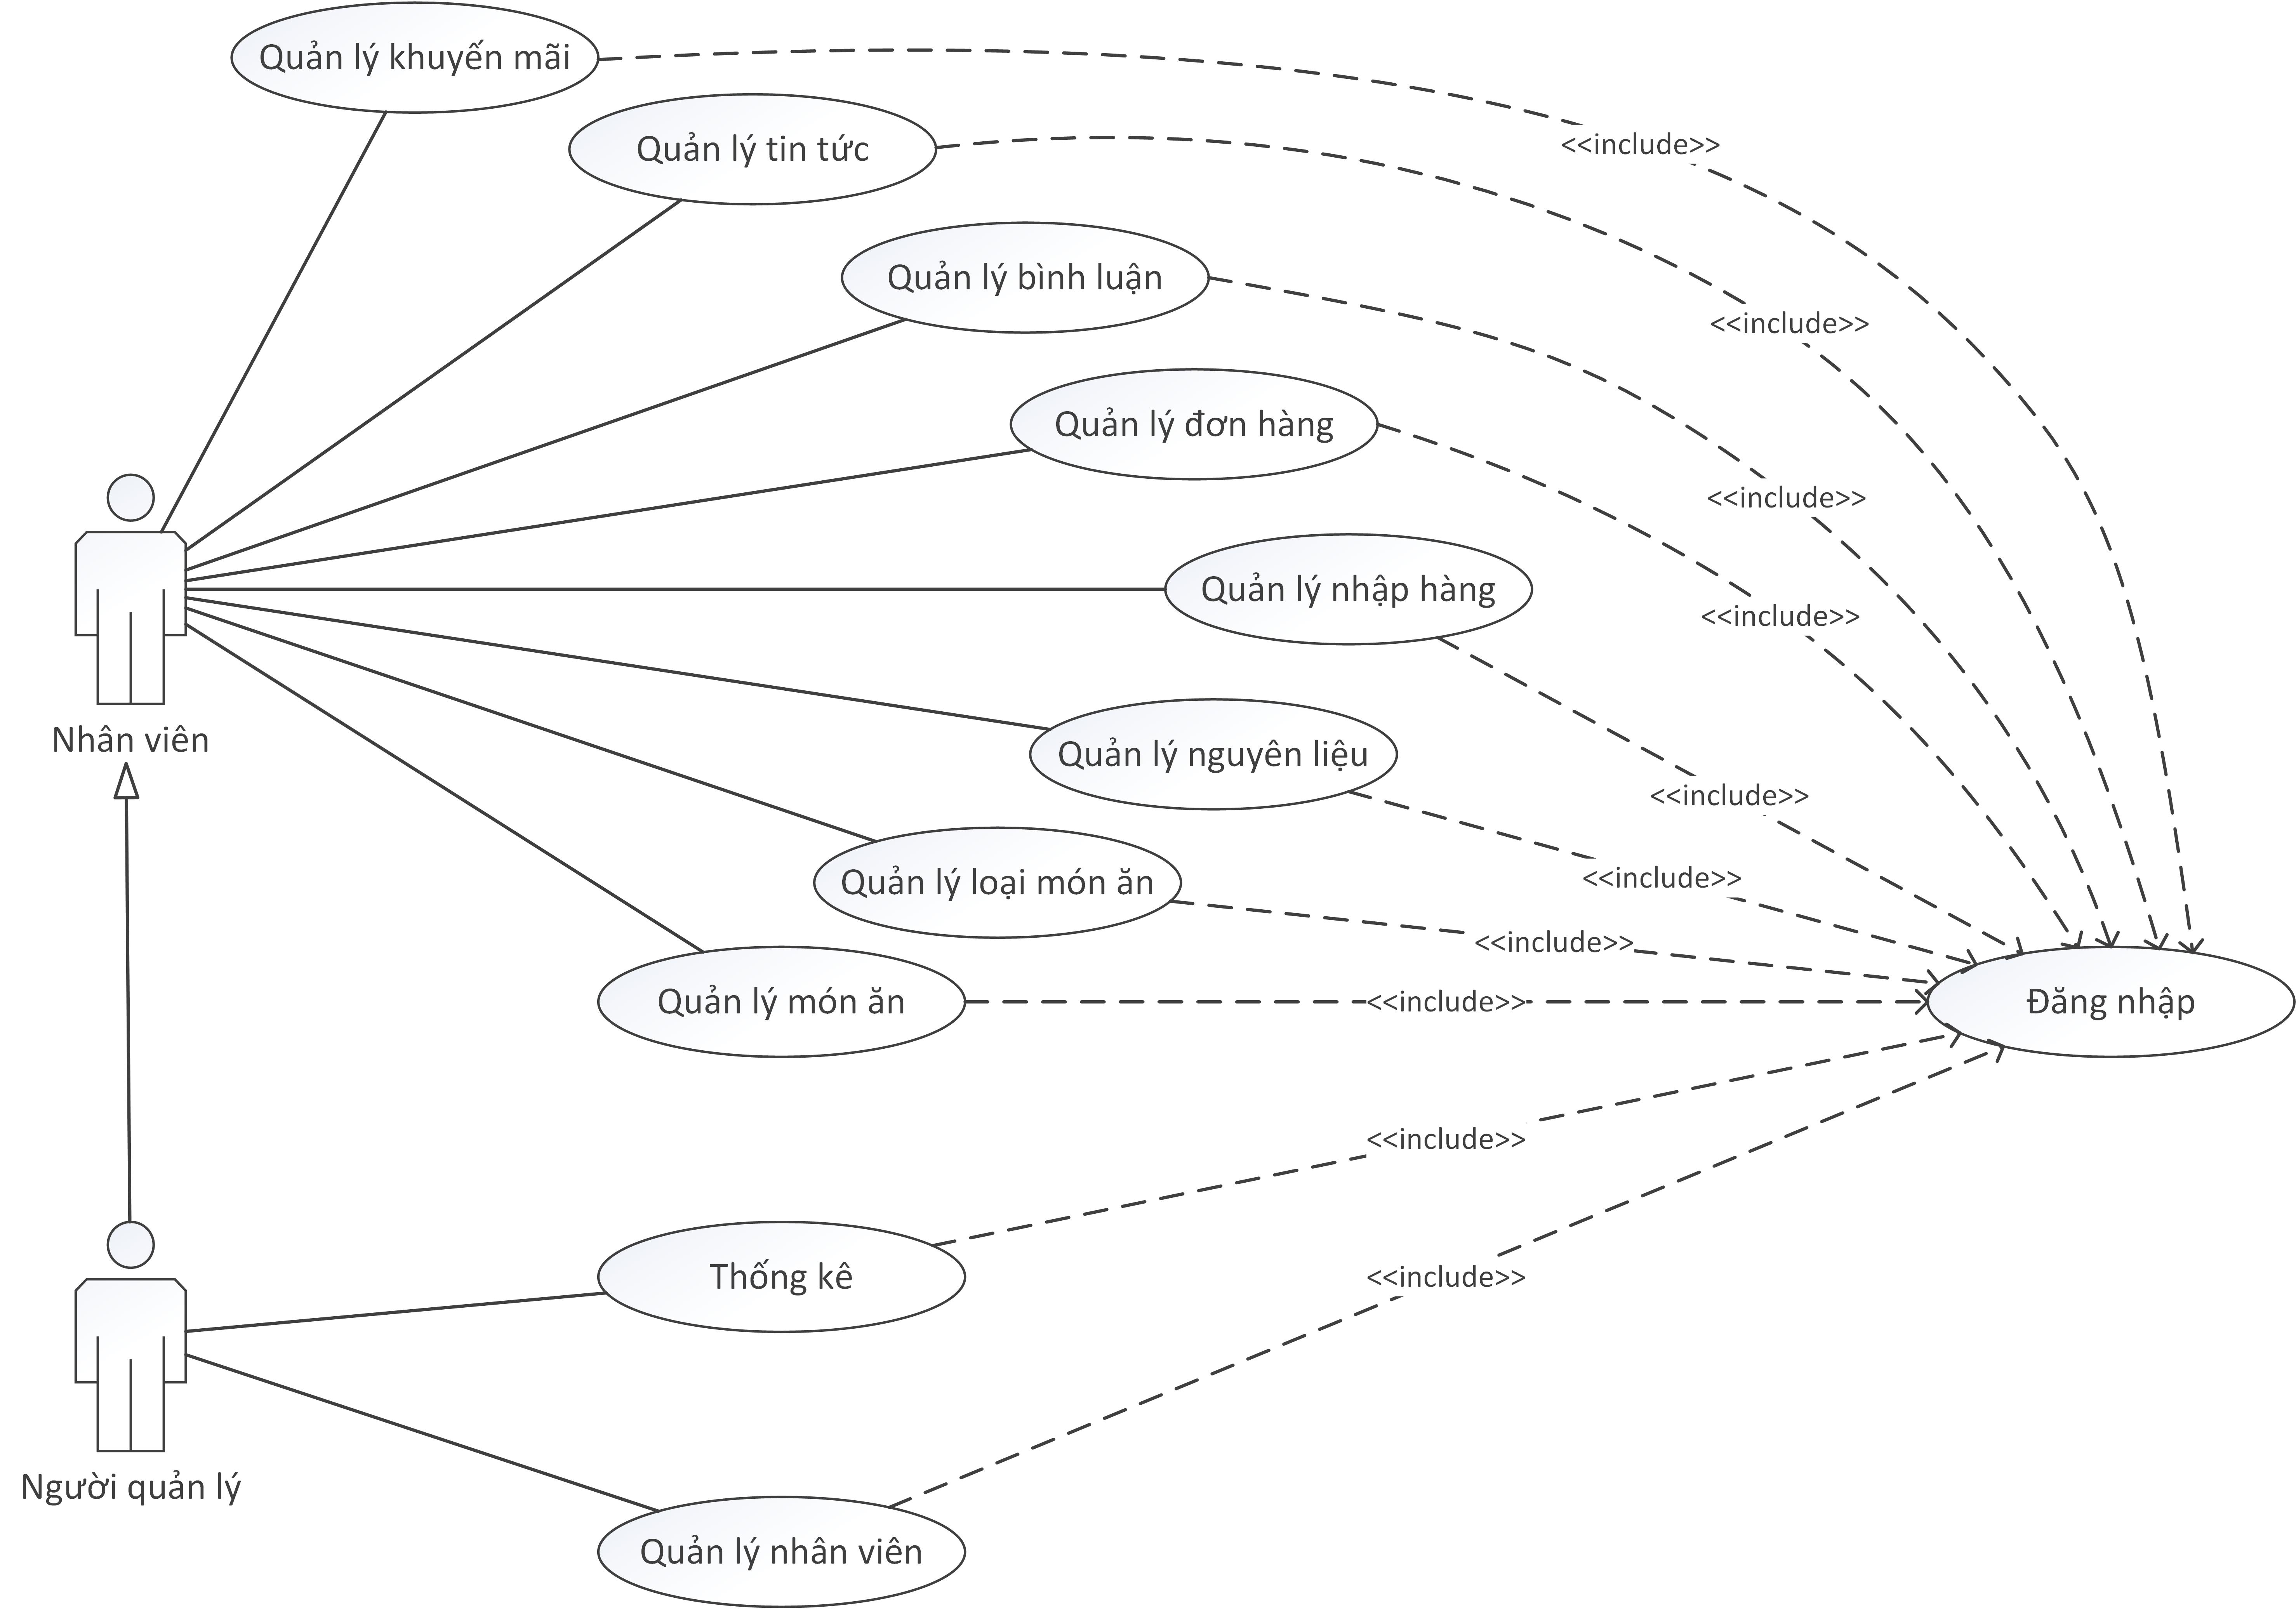 Quản lý khuyến mãi
<<include>>
Quản lý tin tức
<<include>>
Quản lý bình luận
<<include>>
Quản lý đơn hàng
<<include>>
Quản lý nhập hàng
<<include>>
Nhân viên
Quản lý nguyên liệu
<<include>>
Quản lý loại món ăn
<<include>>
Quản lý món ăn
<<include>>
Đăng nhập
<<include>>
Thống kê
<<include>>
Người quản lý
Quản lý nhân viên